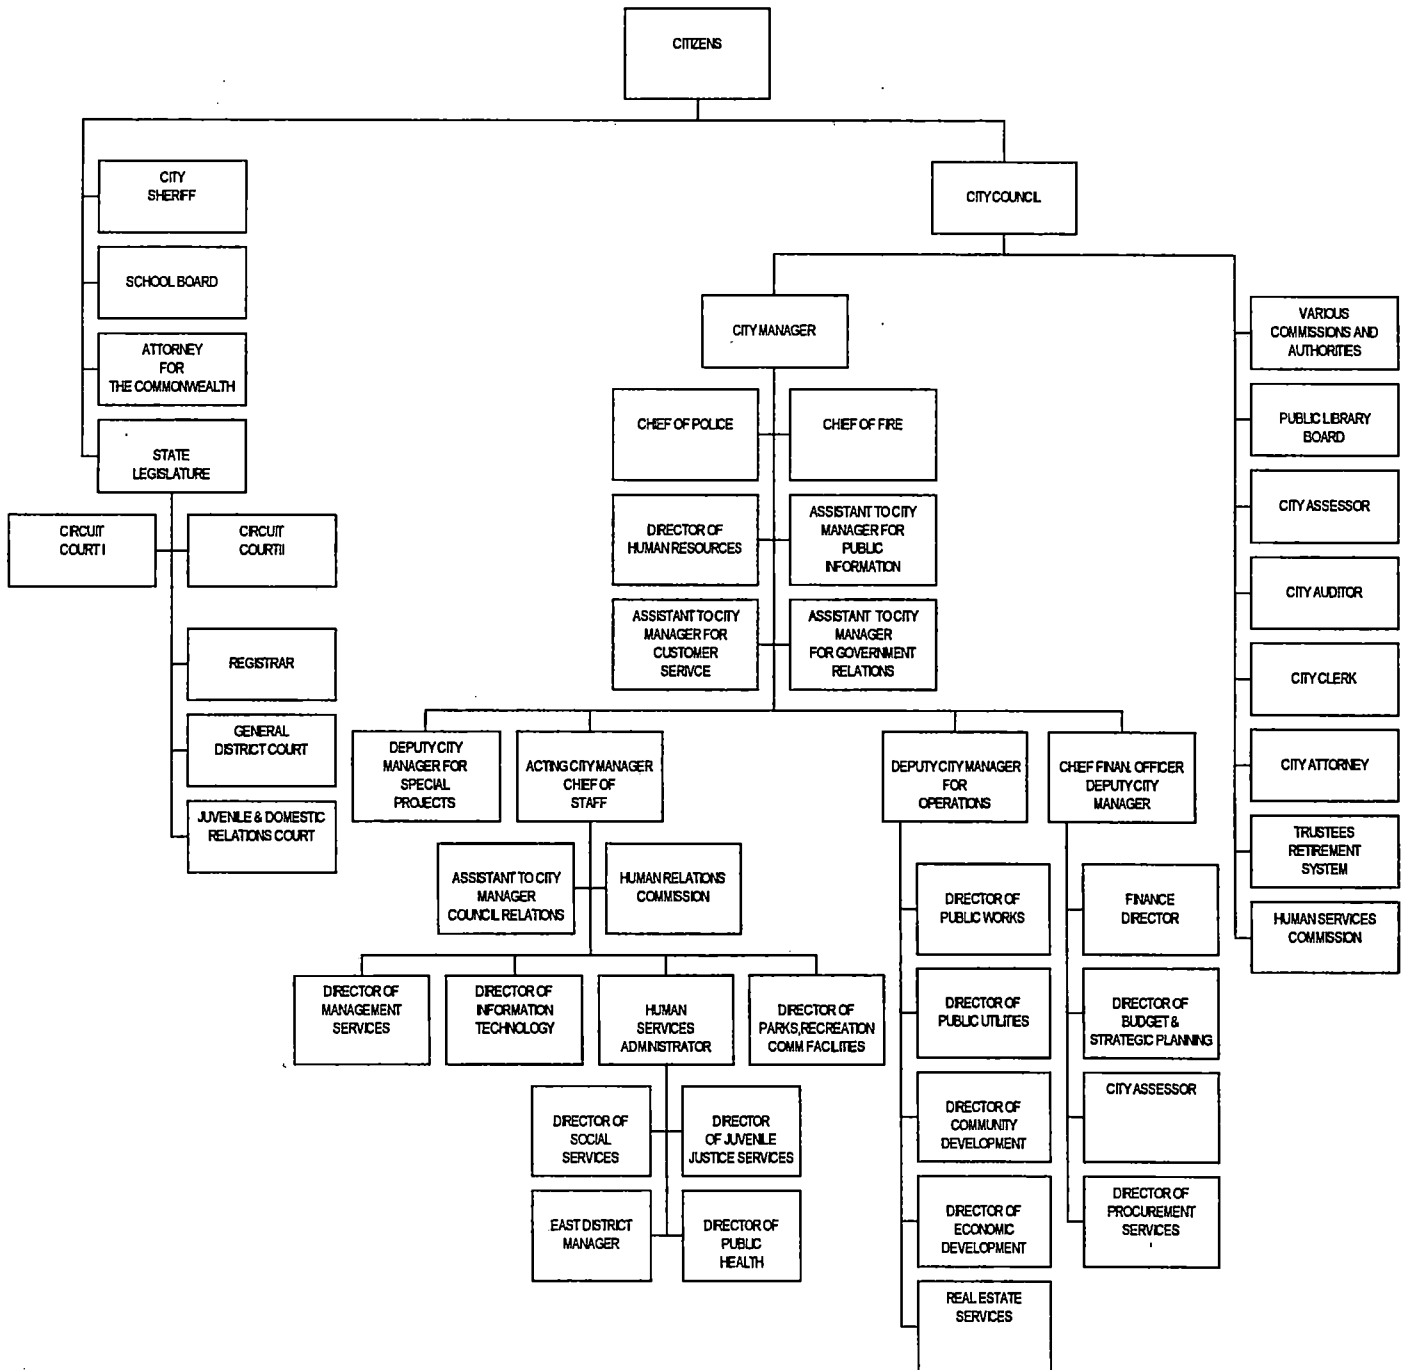 CITIZENS
CITY
SHERIFF
SCHOOL BOARD
ATTORNEY
FOR
THE COMMONWEALTH
STATE
LEGISLATURE
CIRCUIT
COURT I
CIRCUIT
COURT II
REGISTRAR
GENERAL
DISTRICT COURT
JUVENILE & DOMESTIC
RELATIONS COURT
CITY COUNCIL
CITY MANAGER
CHIEF OF POLICE
CHIEF OF FIRE
DIRECTOR OF
HUMAN RESOURCES
ASSISTANT TO CITY
MANAGER FOR
PUBLIC
INFORMATION
ASSISTANT TO CITY
MANAGER FOR
CUSTOMER
SERIVCE
ASSISTANT TO CITY
MANAGER
FOR GOVERNMENT
RELATIONS
DEPUTY CITY
MANAGER FOR
SPECIAL
PROJECTS
ACTING CITY MANAGER
CHIEF OF
STAFF
ASSISTANT TO CITY
MANAGER
COUNCIL RELATIONS
HUMAN RELATIONS
COMMISSION
DIRECTOR OF
MANAGEMENT
SERVICES
DIRECTOR OF
INFORMATION
TECHNOLOGY
HUMAN
SERVICES
ADMINISTRATOR
DIRECTOR OF
PARKS, RECREATION
COMM FACILITIES
DIRECTOR OF
SOCIAL
SERVICES
DIRECTOR
OF JUVENILE
JUSTICE SERVICES
EAST DISTRICT
MANAGER
DIRECTOR OF
PUBLIC
HEALTH
DEPUTY CITY MANAGER
FOR
OPERATIONS
DIRECTOR OF
PUBLIC WORKS
DIRECTOR OF
PUBLIC UTILITIES
DIRECTOR OF
COMMUNITY
DEVELOPMENT
DIRECTOR OF
ECONOMIC
DEVELOPMENT
REAL ESTATE
SERVICES
CHIEF FINAN. OFFICER
DEPUTY CITY
MANAGER
FINANCE
DIRECTOR
DIRECTOR OF
BUDGET &
STRATEGIC PLANNING
CITY ASSESSOR
DIRECTOR OF
PROCUREMENT
SERVICES
VARIOUS
COMMISSIONS AND
AUTHORITIES
PUBLIC LIBRARY
BOARD
CITY ASSESSOR
CITY AUDITOR
CITY CLERK
CITY ATTORNEY
TRUSTEES
RETIREMENT
SYSTEM
HUMAN SERVICES
COMMISSION